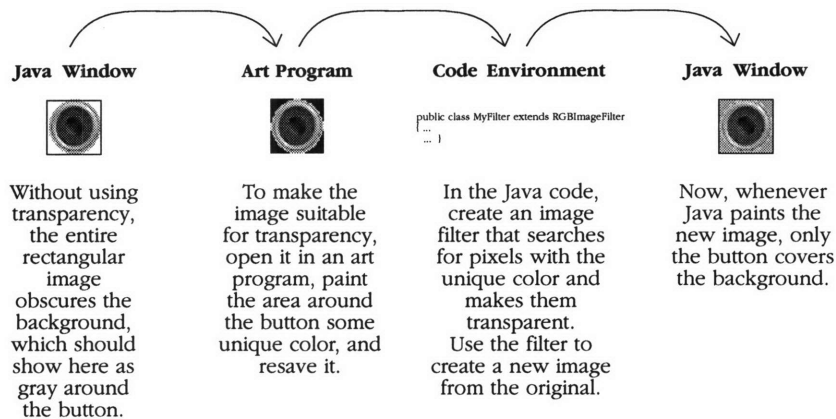 Java Window
Art Program
Code Environment
Java Window
public class MyFilter extends RGBImageFilter
{ ...
... }
Without using
transparency,
the entire
rectangular
image
obscures the
background,
which should
show here as
gray around
the button.
To make the
image suitable
for transparency,
open it in an art
program, paint
the area around
the button some
unique color, and
resave it.
In the Java code,
create an image
filter that searches
for pixels with the
unique color and
makes them
transparent.
Use the filter to
create a new image
from the original.
Now, whenever
Java paints the
new image, only
the button covers
the background.